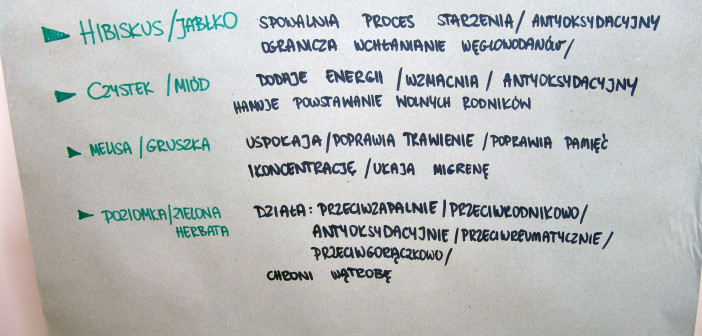 HIBISKUS/JABŁKO SPOWALNIA PROCES STARZENIA/ANTYOKSYDACYJNY
OGRANICZA WCHŁANIANIE WĘGLOWODANÓW/
CZYSTEK/MIÓD DODAJE ENERGII/WZMACNIA/ANTYOKSYDACYJNY
HAMUJE POWSTAWANIE WOLNYCH RODNIKÓW
MELISA/GRUSZKA USPOKAJA/POPRAWIA TRAWIENIE/POPRAWIA PAMIĘĆ
I KONCENTRACJĘ/UKAJA MIGRENĘ
POZIOMKA/ZIELONA DZIAŁA: PRZECIWZAPALNIE/PRZECIWRODNIKOWO/
HERBATA ANTYOKSYDACYJNIE/PRZECIWREUMATYCZNIE/
PRZECIWGORĄCZKOWO/
CHRONI WĄTROBĘ